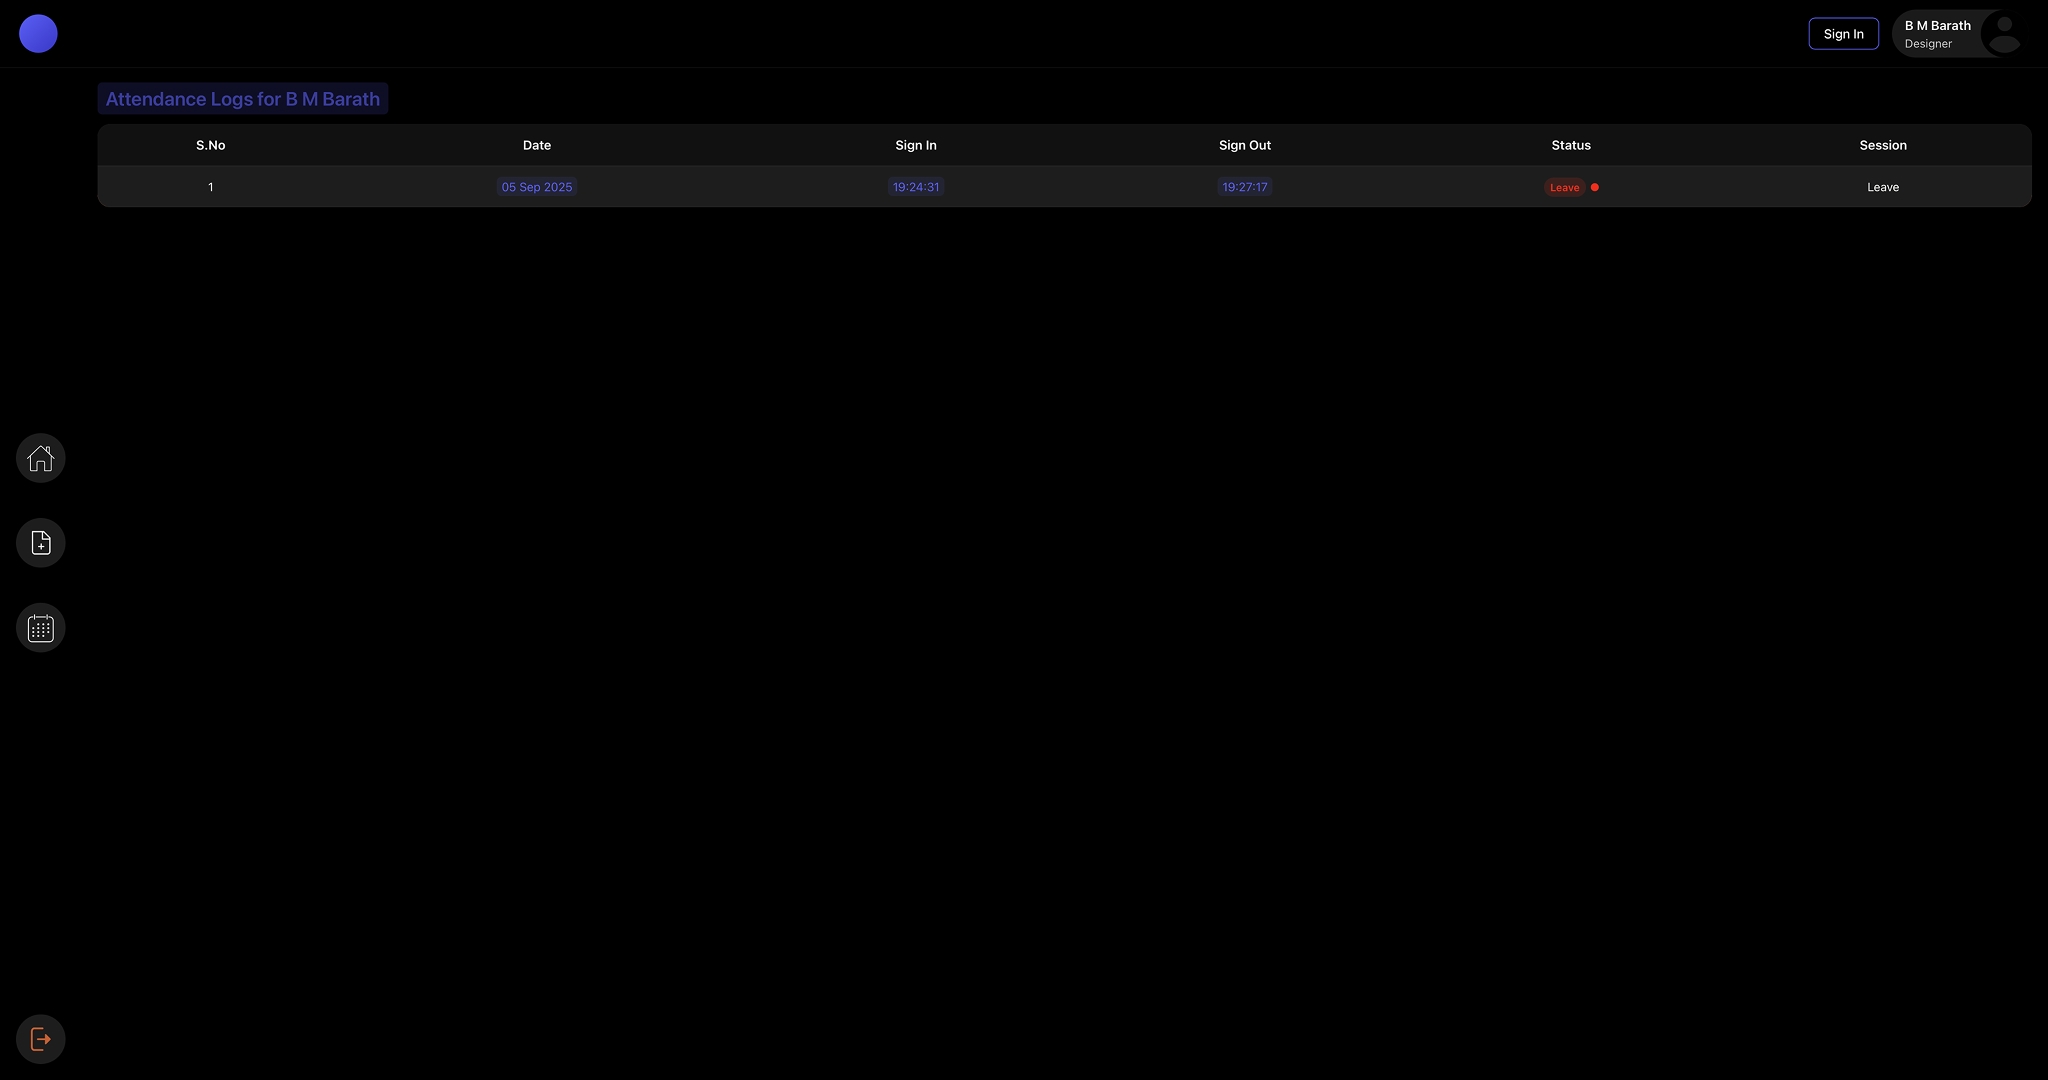 Sign In
B M Barath
Designer
Attendance Logs for B M Barath
S.No Date Sign In Sign Out Status Session
1 05 Sep 2025 19:24:31 19:27:17 Leave Leave